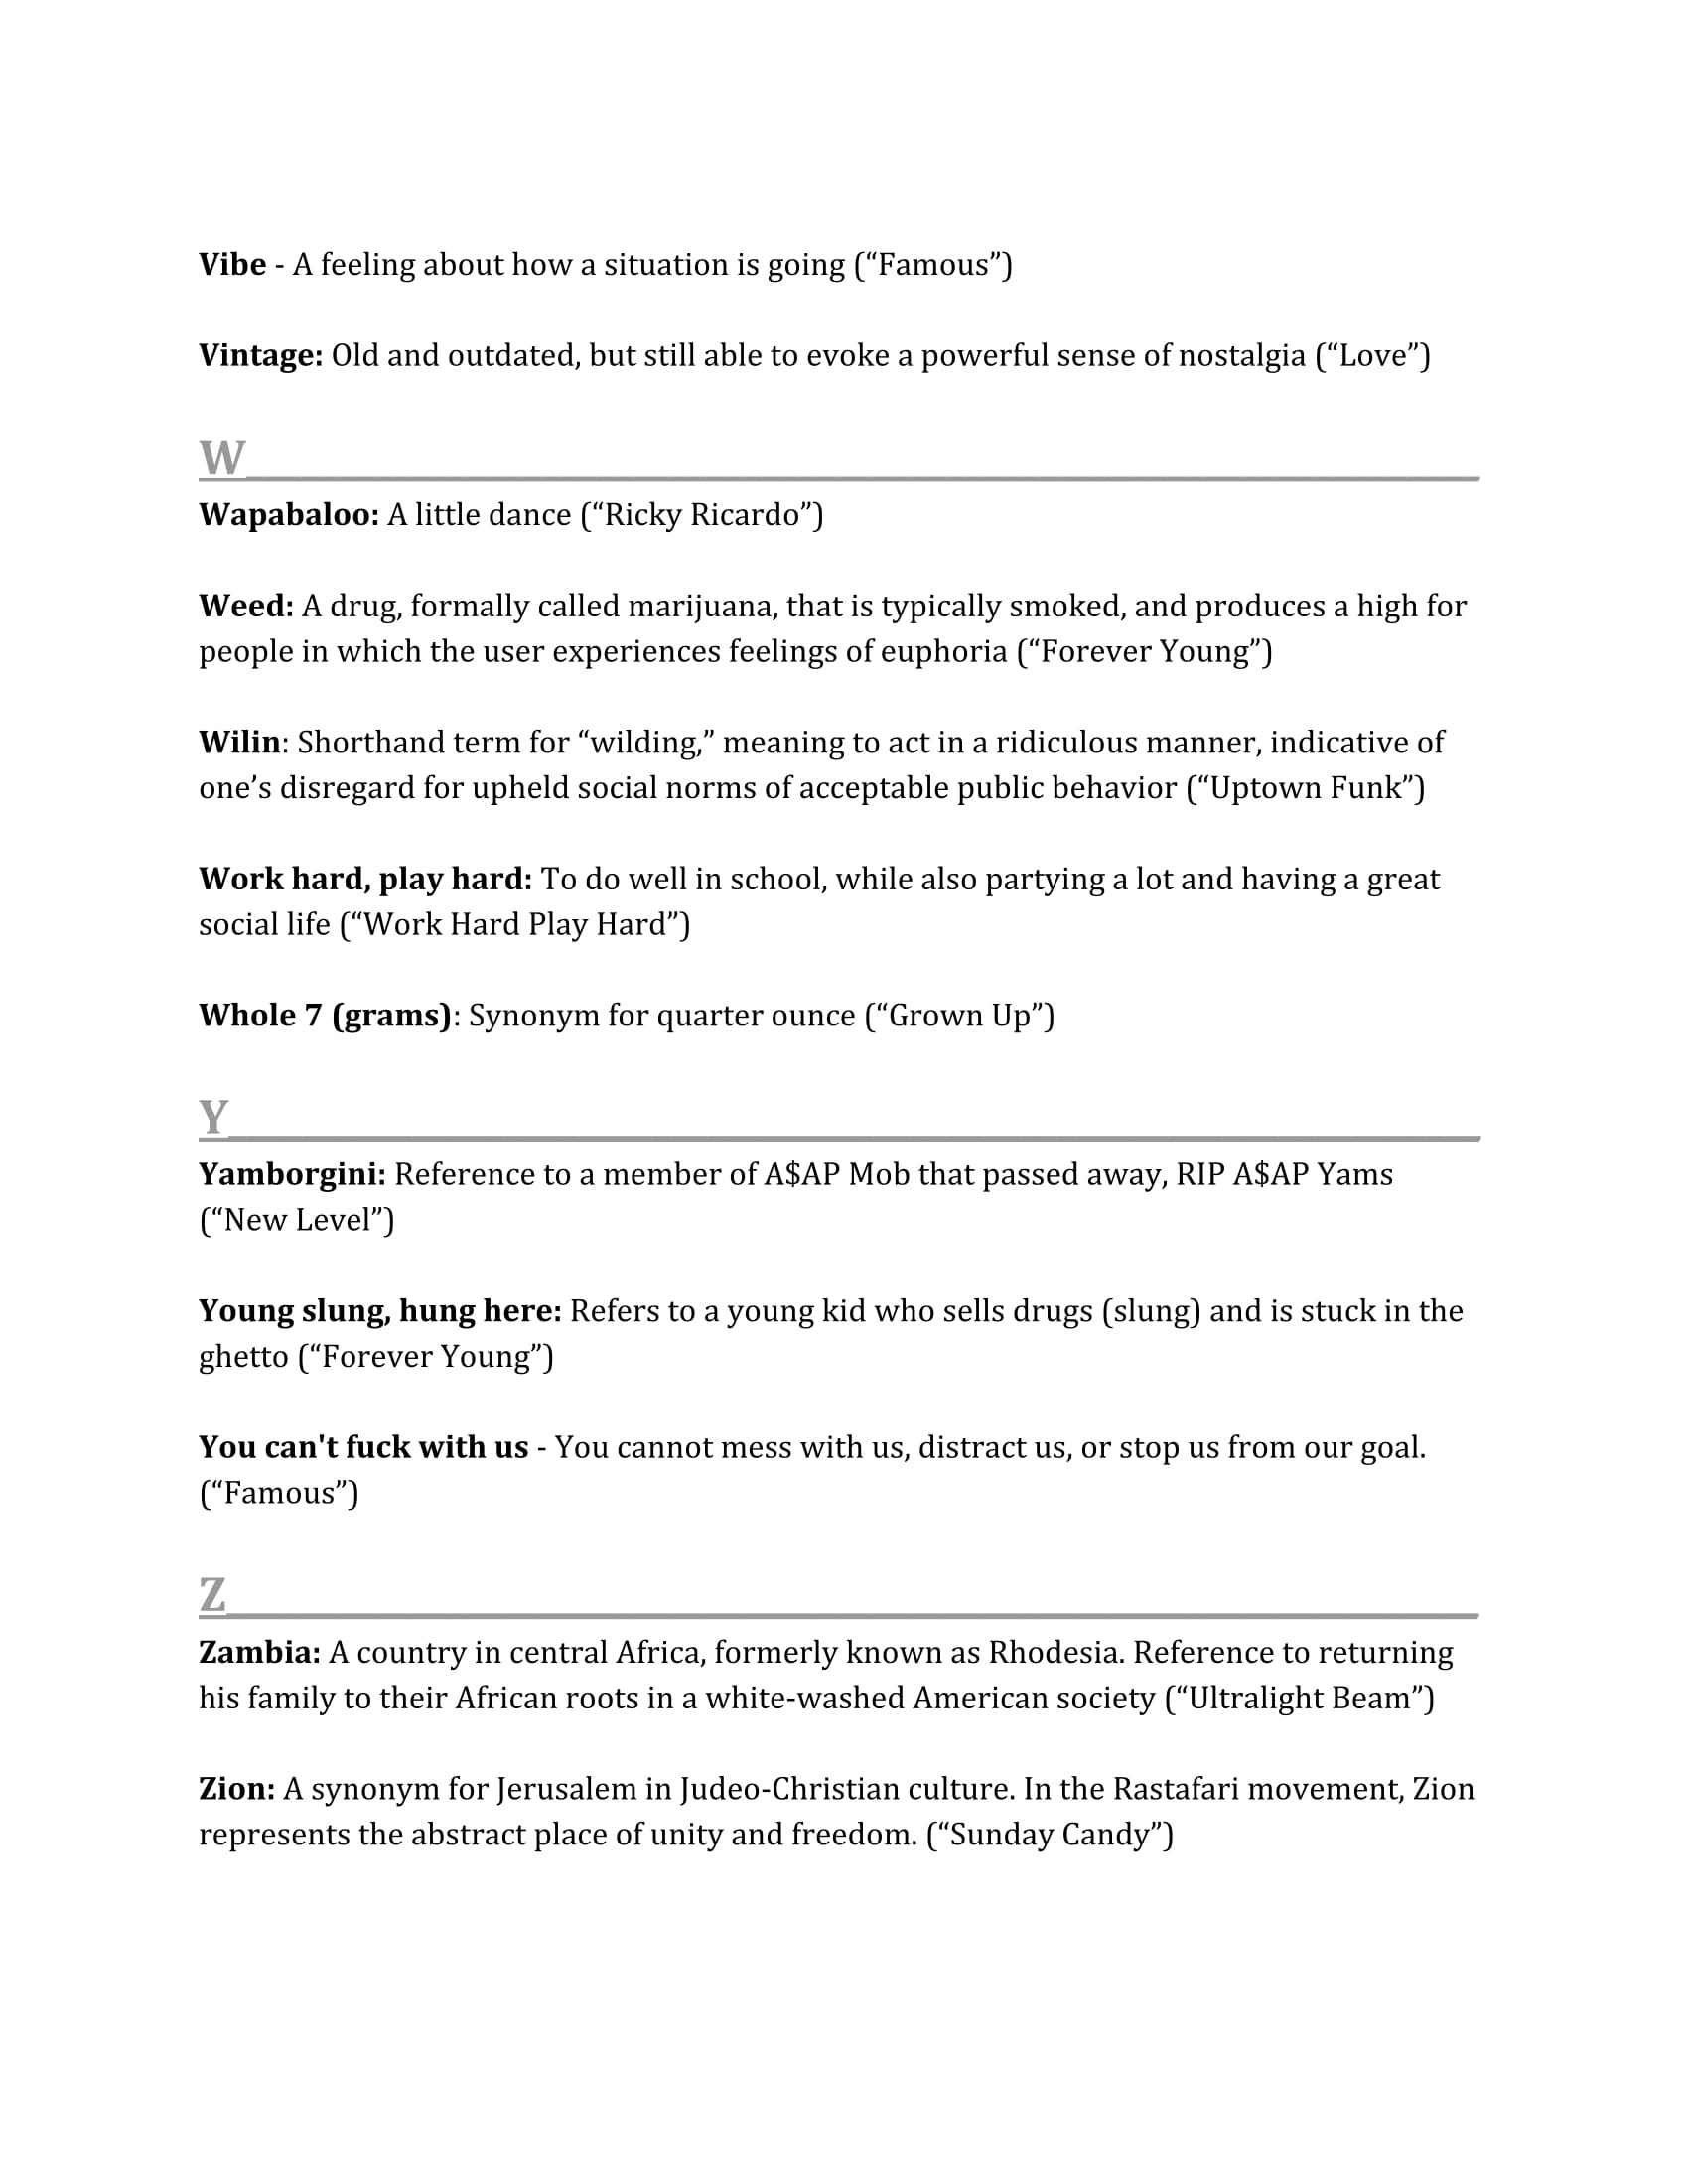 Vibe - A feeling about how a situation is going (“Famous”)
Vintage: Old and outdated, but still able to evoke a powerful sense of nostalgia (“Love”)
W
Wapabaloo: A little dance (“Ricky Ricardo”)
Weed: A drug, formally called marijuana, that is typically smoked, and produces a high for
people in which the user experiences feelings of euphoria (“Forever Young”)
Wilin: Shorthand term for “wilding,” meaning to act in a ridiculous manner, indicative of
one’s disregard for upheld social norms of acceptable public behavior (“Uptown Funk”)
Work hard, play hard: To do well in school, while also partying a lot and having a great
social life (“Work Hard Play Hard”)
Whole 7 (grams): Synonym for quarter ounce (“Grown Up”)
Y
Yamborgini: Reference to a member of A$AP Mob that passed away, RIP A$AP Yams
(“New Level”)
Young slung, hung here: Refers to a young kid who sells drugs (slung) and is stuck in the
ghetto (“Forever Young”)
You can't fuck with us - You cannot mess with us, distract us, or stop us from our goal.
(“Famous”)
Z
Zambia: A country in central Africa, formerly known as Rhodesia. Reference to returning
his family to their African roots in a white-washed American society (“Ultralight Beam”)
Zion: A synonym for Jerusalem in Judeo-Christian culture. In the Rastafari movement, Zion
represents the abstract place of unity and freedom. (“Sunday Candy”)